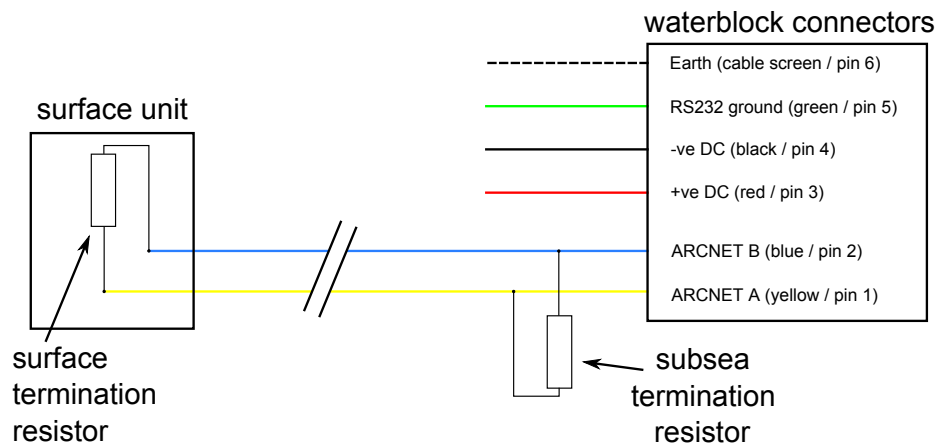 waterblock connectors
Earth (cable screen / pin 6)
RS232 ground (green / pin 5)
-ve DC (black / pin 4)
+ve DC (red / pin 3)
ARCNET B (blue / pin 2)
ARCNET A (yellow / pin 1)
surface unit
surface
termination
resistor
subsea
termination
resistor